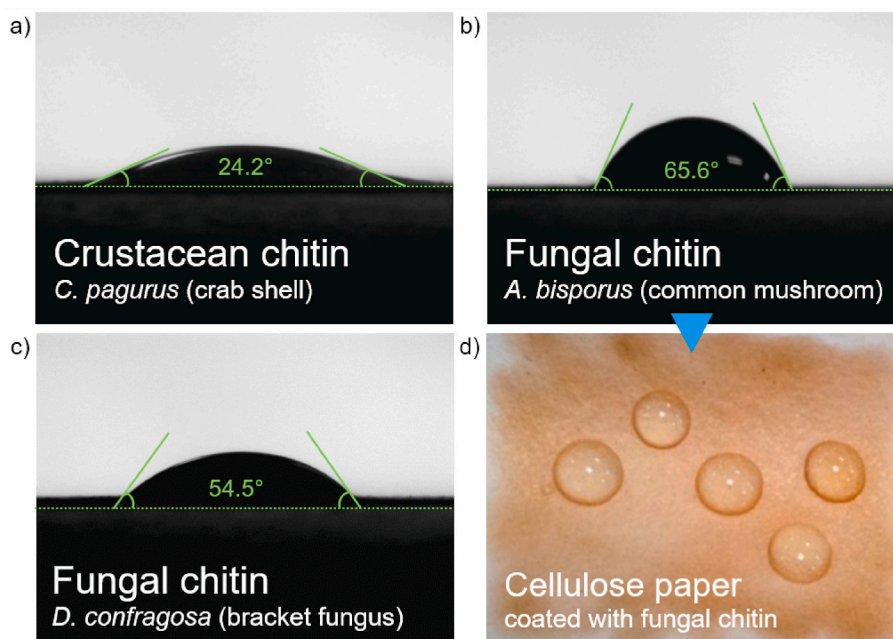 a)
24.2°
Crustacean chitin
C. pagurus (crab shell)
b)
65.6°
Fungal chitin
A. bisporus (common mushroom)
c)
54.5°
Fungal chitin
D. confragosa (bracket fungus)
d)
Cellulose paper
coated with fungal chitin